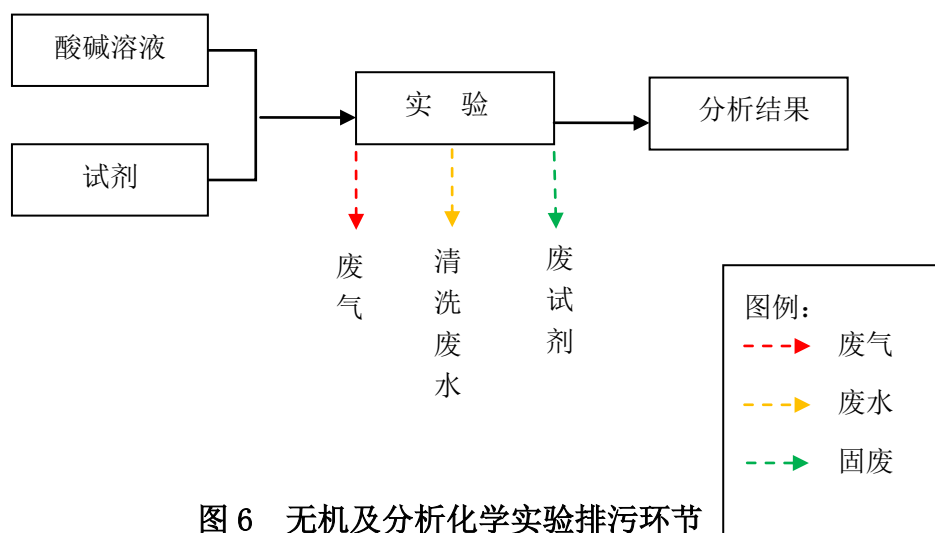 酸碱溶液
试剂
实 验
分析结果
废气
清洗废水
废试剂
图例：
废气
废水
固废
图 6 无机及分析化学实验排污环节